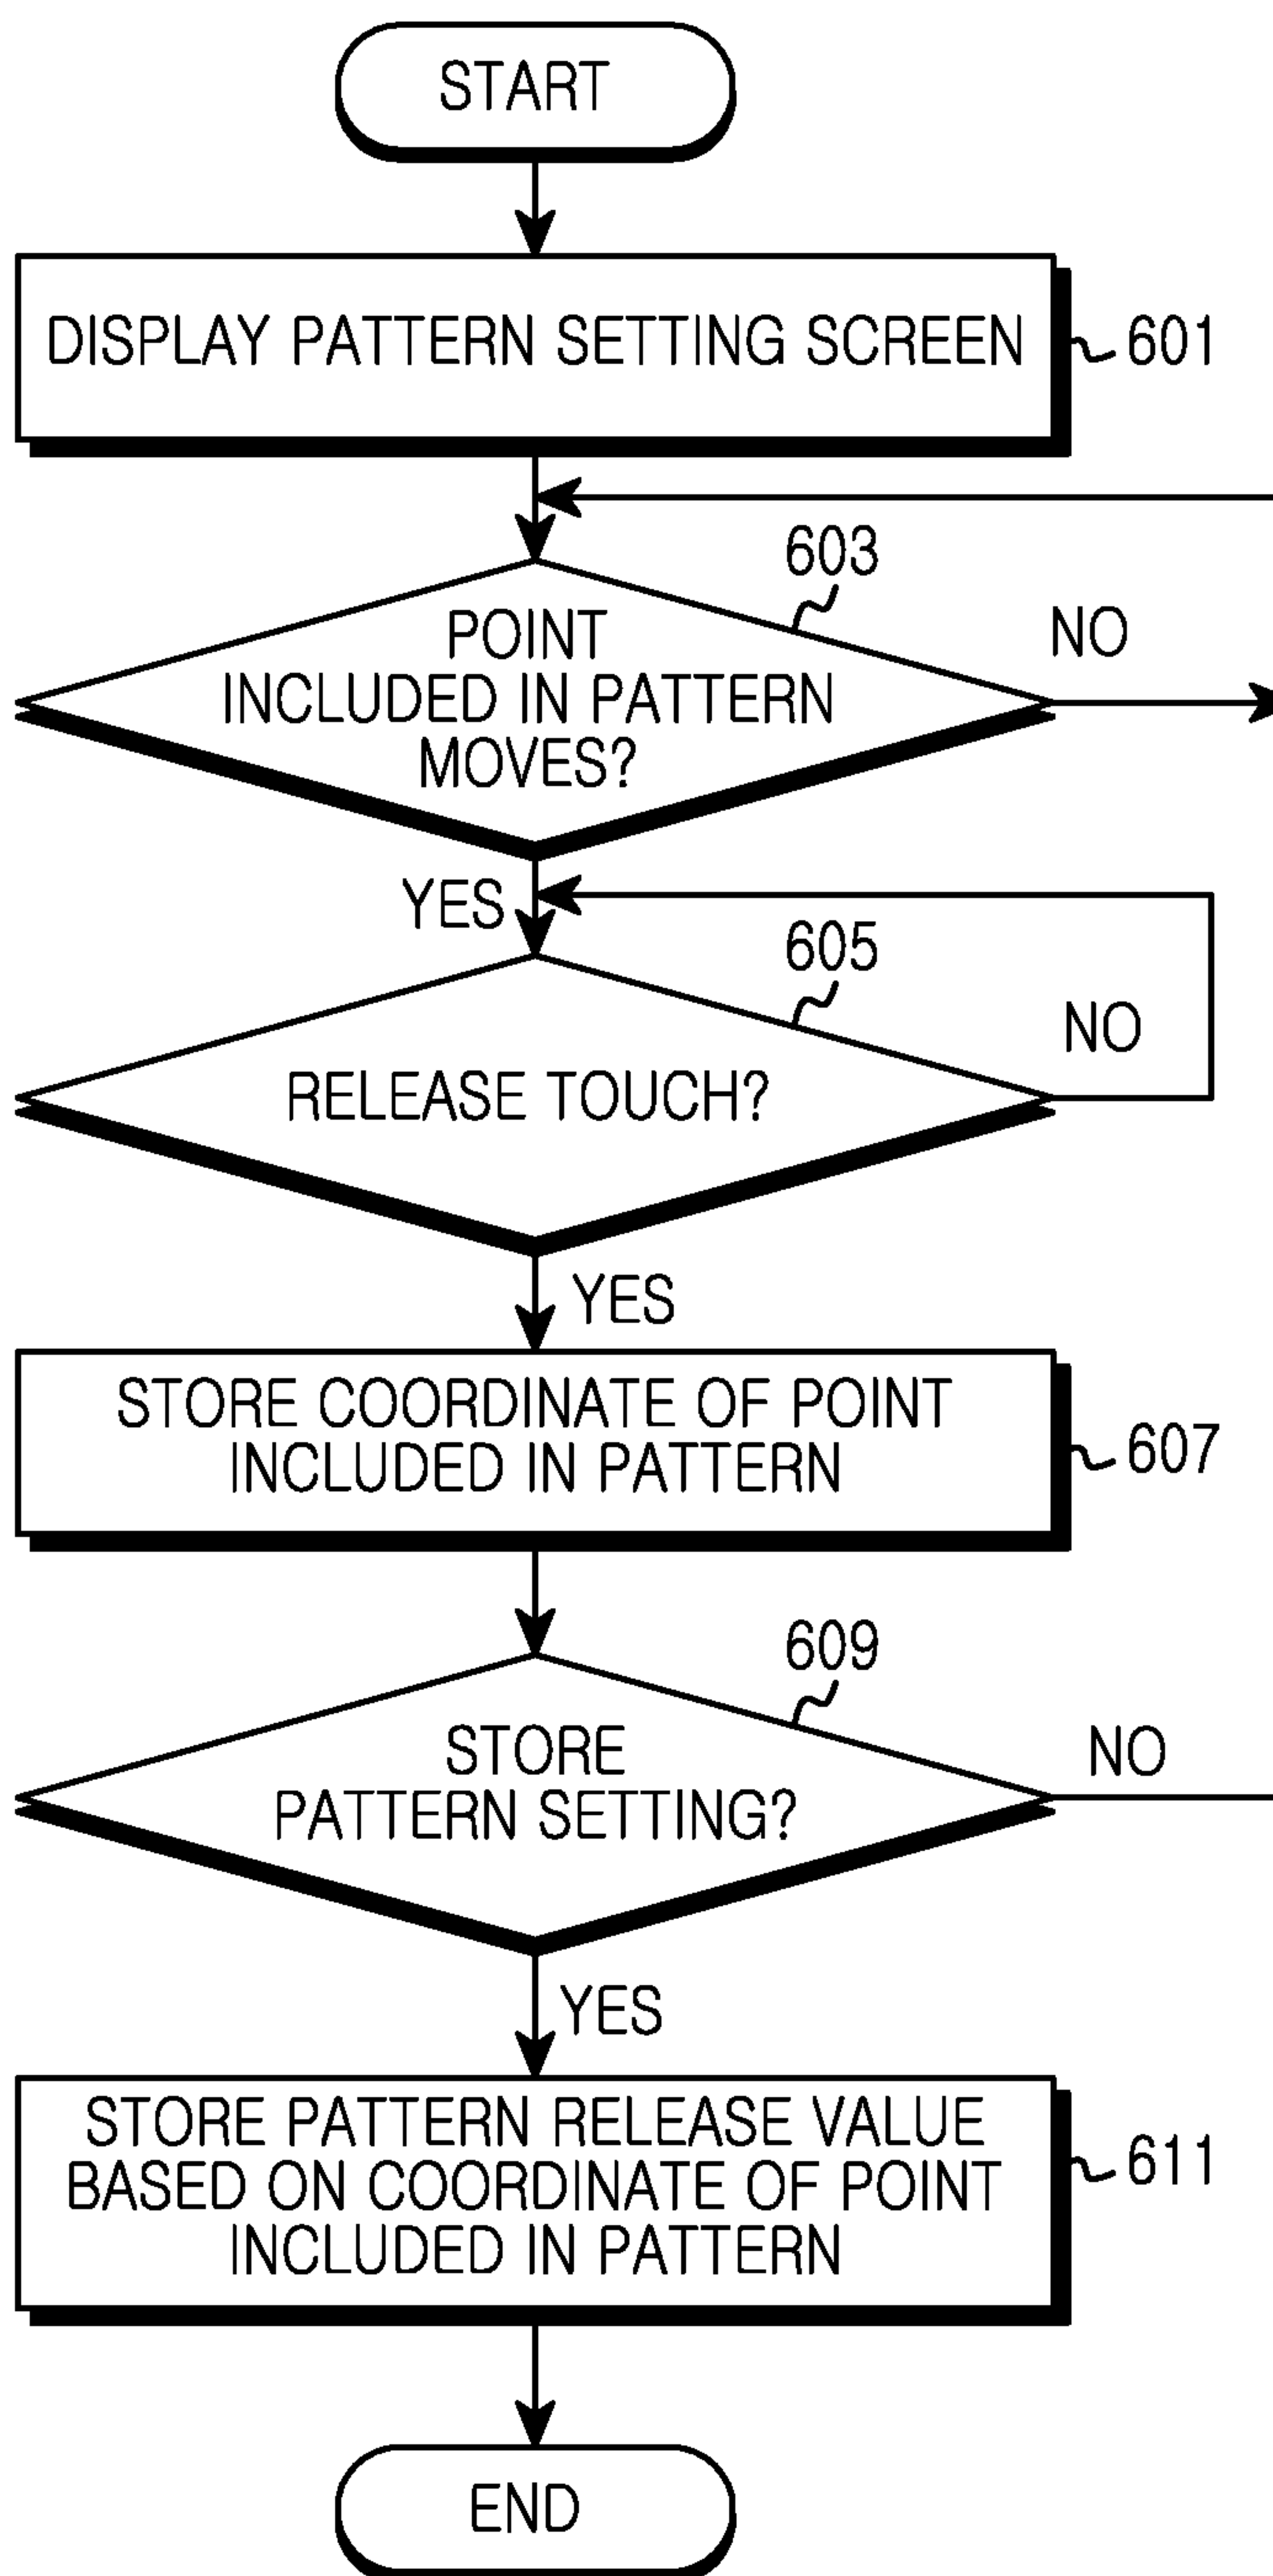 START
DISPLAY PATTERN SETTING SCREEN
601
603
POINT
INCLUDED IN PATTERN
MOVES?
NO
YES
605
RELEASE TOUCH?
NO
YES
STORE COORDINATE OF POINT
INCLUDED IN PATTERN
607
609
STORE
PATTERN SETTING?
NO
YES
STORE PATTERN RELEASE VALUE
BASED ON COORDINATE OF POINT
INCLUDED IN PATTERN
611
END